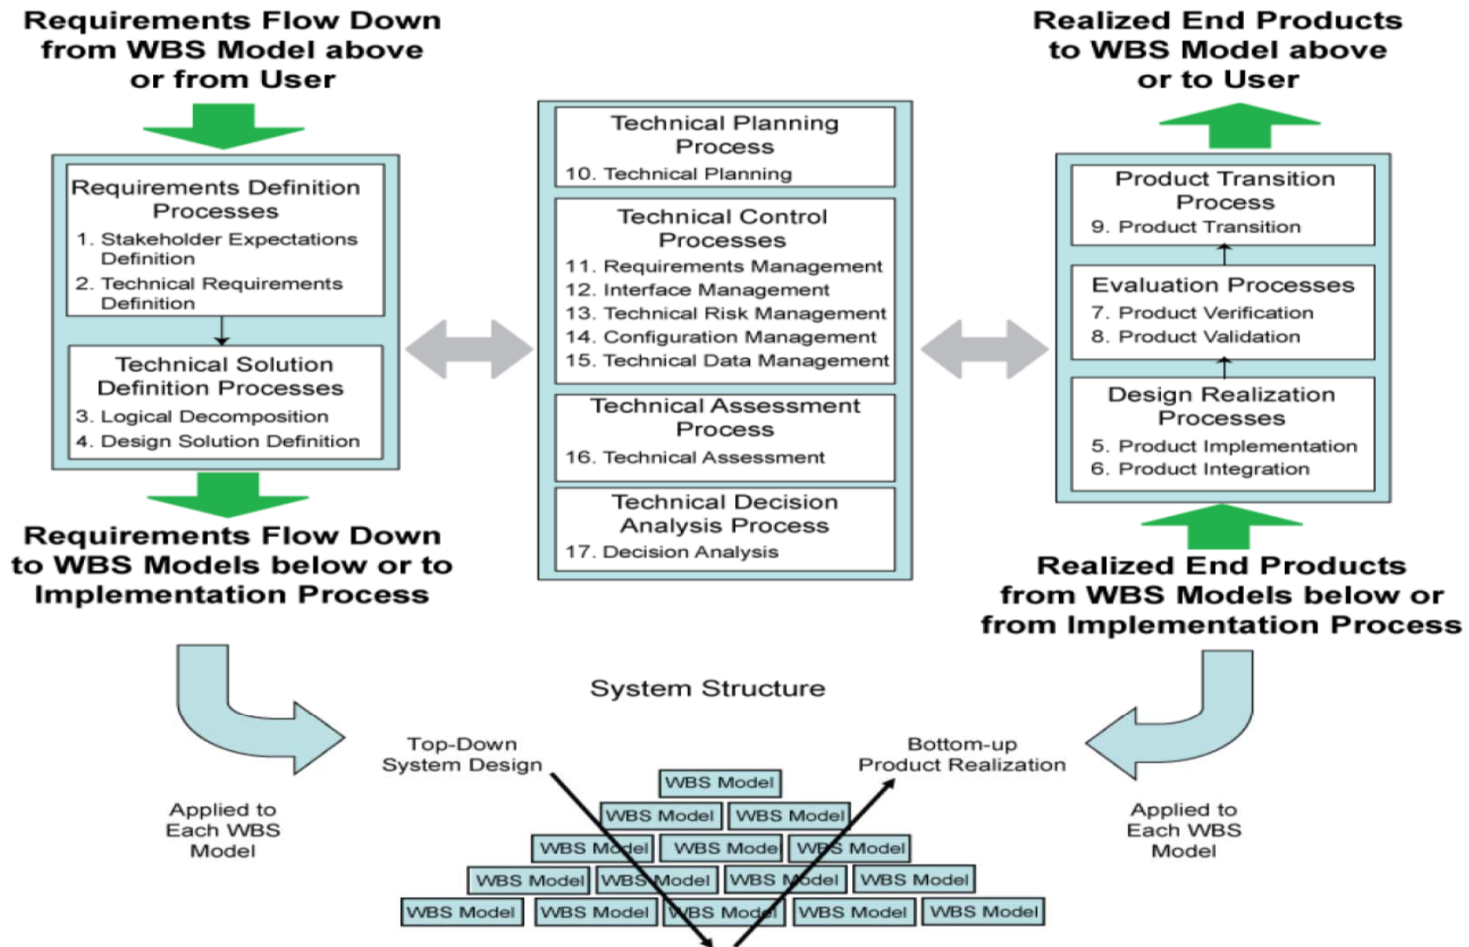 Requirements Flow Down
from WBS Model above
or from User
Requirements Definition
Processes
1. Stakeholder Expectations
Definition
2. Technical Requirements
Definition
Technical Solution
Definition Processes
3. Logical Decomposition
4. Design Solution Definition
Requirements Flow Down
to WBS Models below or to
Implementation Process
Technical Planning
Process
10. Technical Planning
Technical Control
Processes
11. Requirements Management
12. Interface Management
13. Technical Risk Management
14. Configuration Management
15. Technical Data Management
Technical Assessment
Process
16. Technical Assessment
Technical Decision
Analysis Process
17. Decision Analysis
Realized End Products
to WBS Model above
or to User
Product Transition
Process
9. Product Transition
Evaluation Processes
7. Product Verification
8. Product Validation
Design Realization
Processes
5. Product Implementation
6. Product Integration
Realized End Products
from WBS Models below or
from Implementation Process
System Structure
Top-Down
System Design
Bottom-up
Product Realization
Applied to
Each WBS
Model
Applied to
Each WBS
Model
WBS Model
WBS Model WBS Model
WBS Model WBS Model WBS Model
WBS Model WBS Model WBS Model WBS Model
WBS Model WBS Model WBS Model WBS Model WBS Model